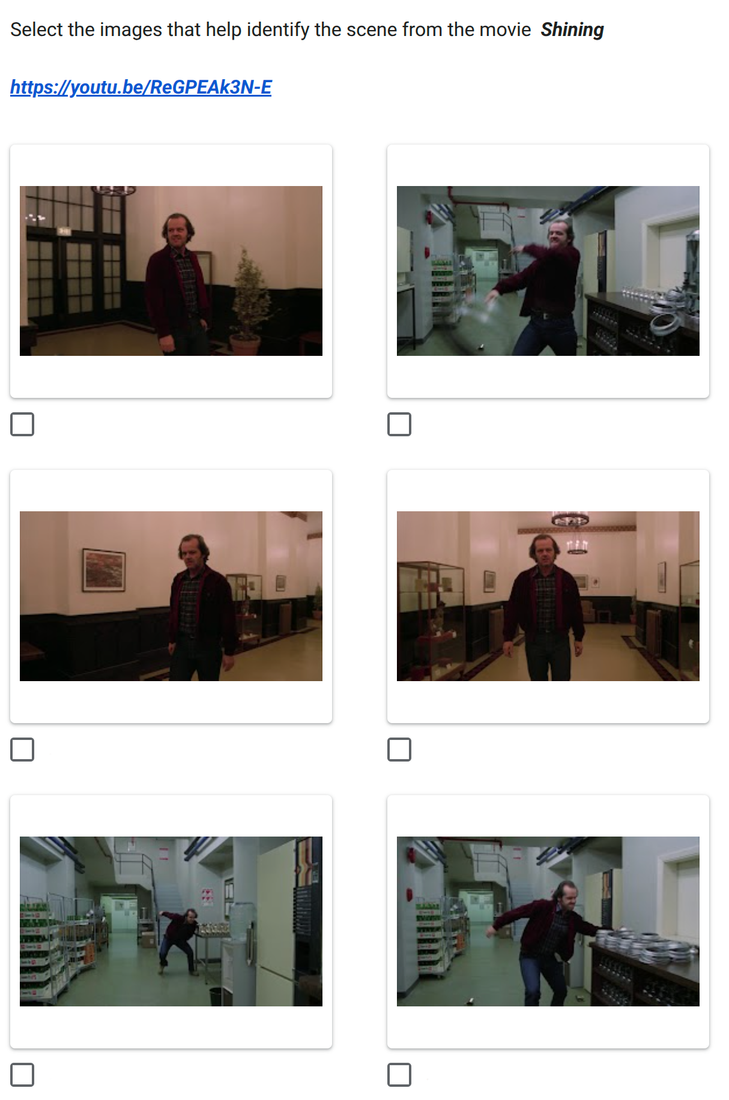 Select the images that help identify the scene from the movie Shining
https://youtu.be/ReGPEAk3N-E